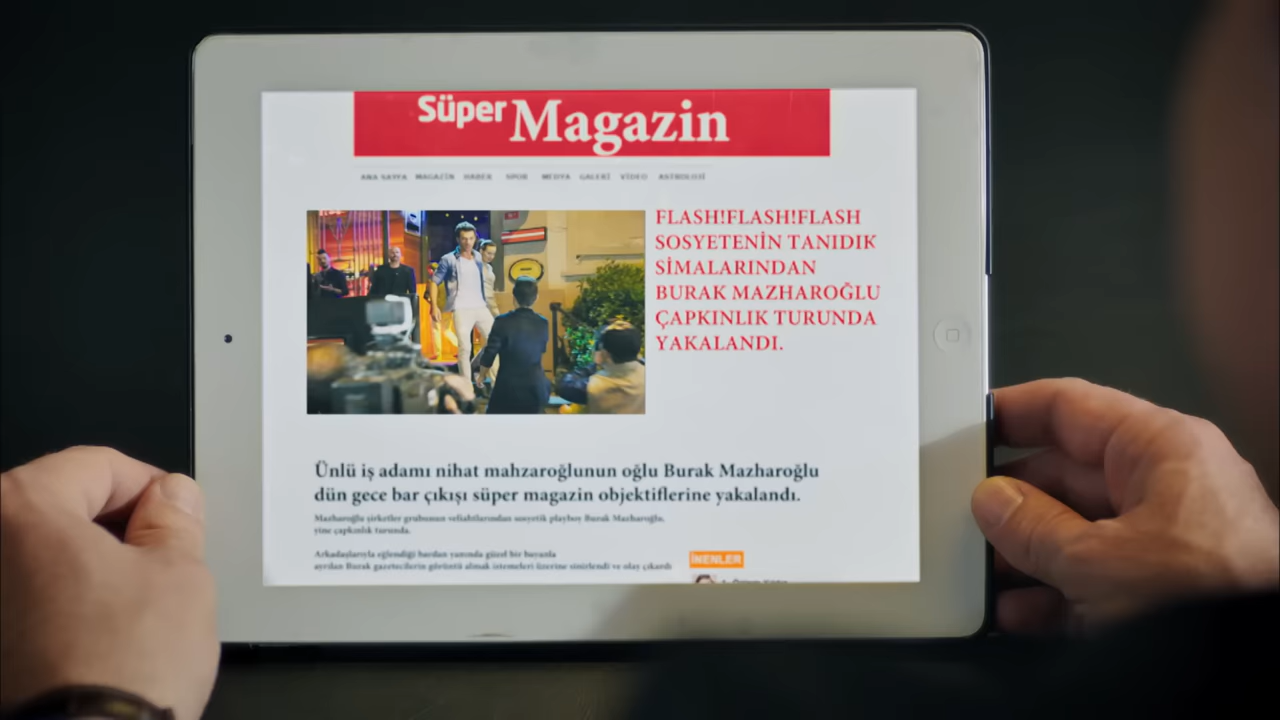 Süper Magazin
ANA SAYFA MAGAZİN HABER SPOR MEDYA GALERİ VİDEO ASTROLOJİ
FLASH!FLASH!FLASH
SOSYETENİN TANIDIK
SİMALARINDAN
BURAK MAZHAROĞLU
ÇAPKINLIK TURUNDA
YAKALANDI.
Ünlü iş adamı nihat mahzaroğlunun oğlu Burak Mazharoğlu
dün gece bar çıkışı süper magazin objektiflerine yakalandı.
Mazharoğlu şirketler grubunun veliahtlarından sosyetik playboy Burak Mazharoğlu,
yine çapkınlık turunda.
Arkadaşlarıyla eğlendiği bardan yanında güzel bir bayanla
ayrılan Burak gazetecilerin görüntü almak istemeleri üzerine sinirlendi ve olay çıkardı
İNENLER